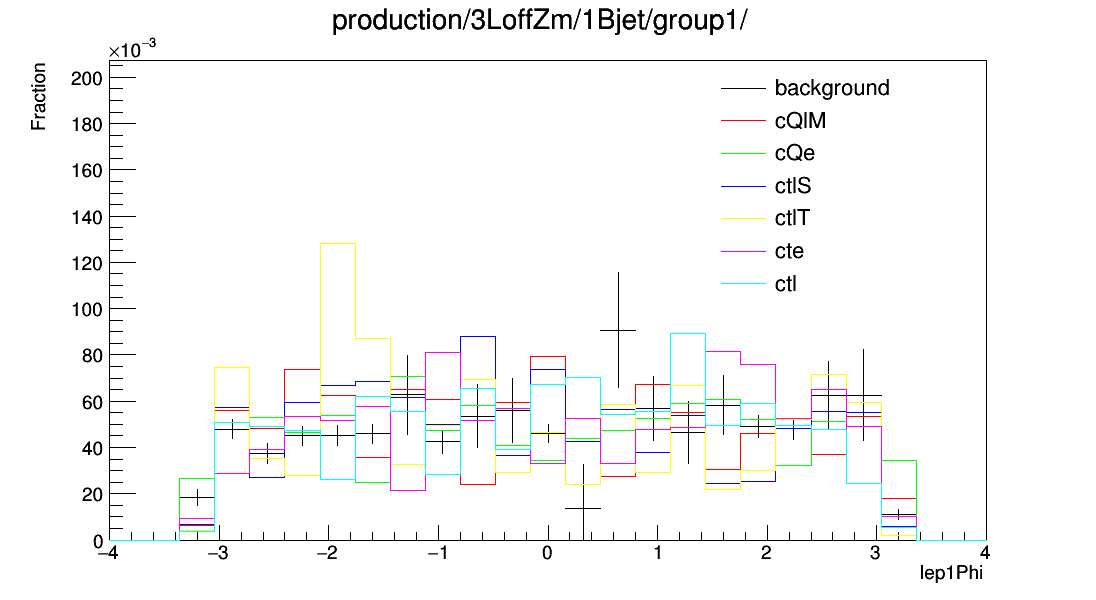 production/3LoffZm/1Bjet/group1/
×10⁻³
Fraction
200
180
160
140
120
100
80
60
40
20
0
background
cQlM
cQe
ctlS
ctlT
cte
ctl
−4 −3 −2 −1 0 1 2 3 4
lep1Phi